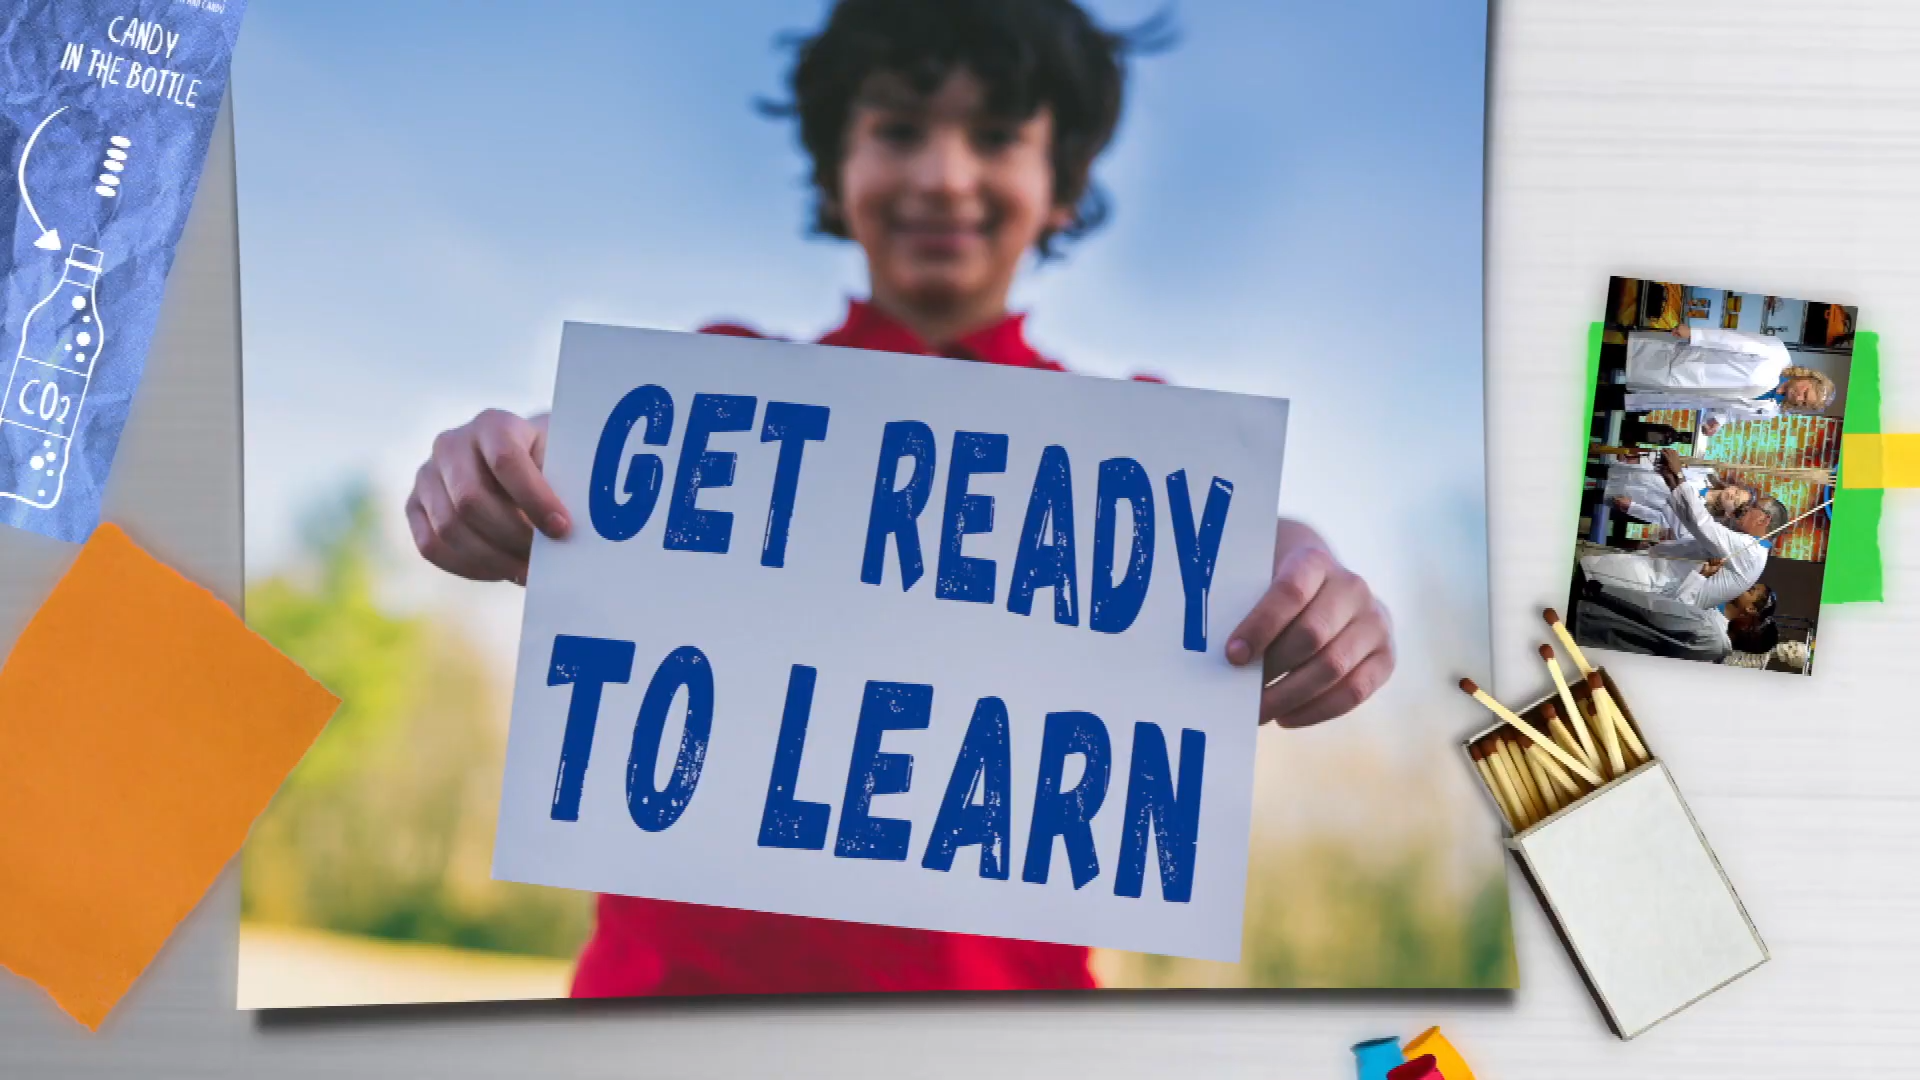 CANDY
IN THE BOTTLE
CO2
GET READY
TO LEARN